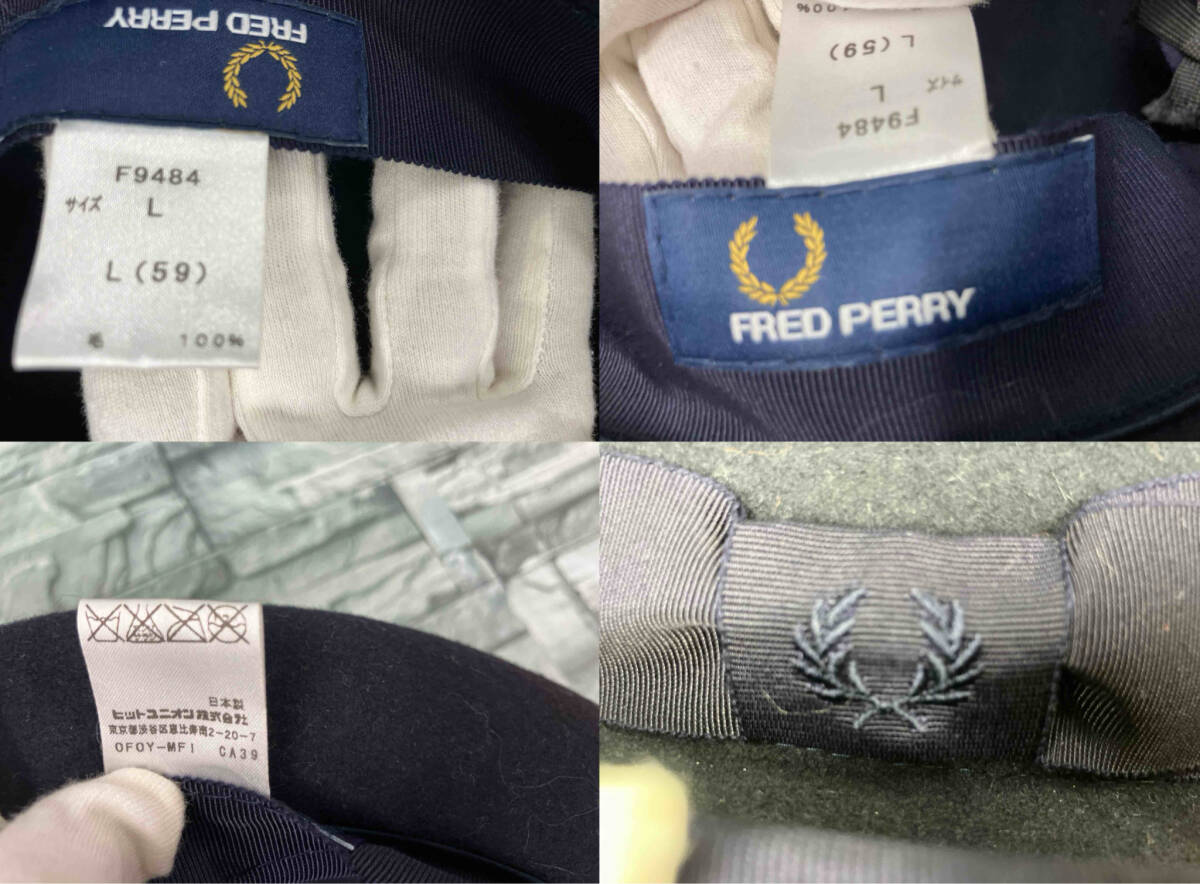 FRED PERRY
F9484
サイズ L
L (59)
毛 100%
100%
L (59)
サイズ L
F9484
FRED PERRY
日本製
ヒットユニオン株式会社
東京都渋谷区恵比寿南2-20-7
OFOY-MFI CA39